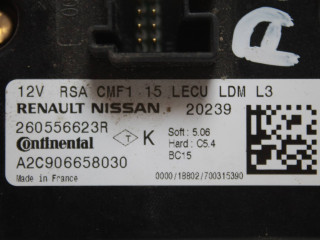 D
12V RSA CMF1 15 LECU LDM L3
RENAULT NISSAN 20239
260556623R
Continental
T
K
Soft : 5.06
Hard : C5.4
BC15
A2C906658030
Made in France
0000/18802/700315390